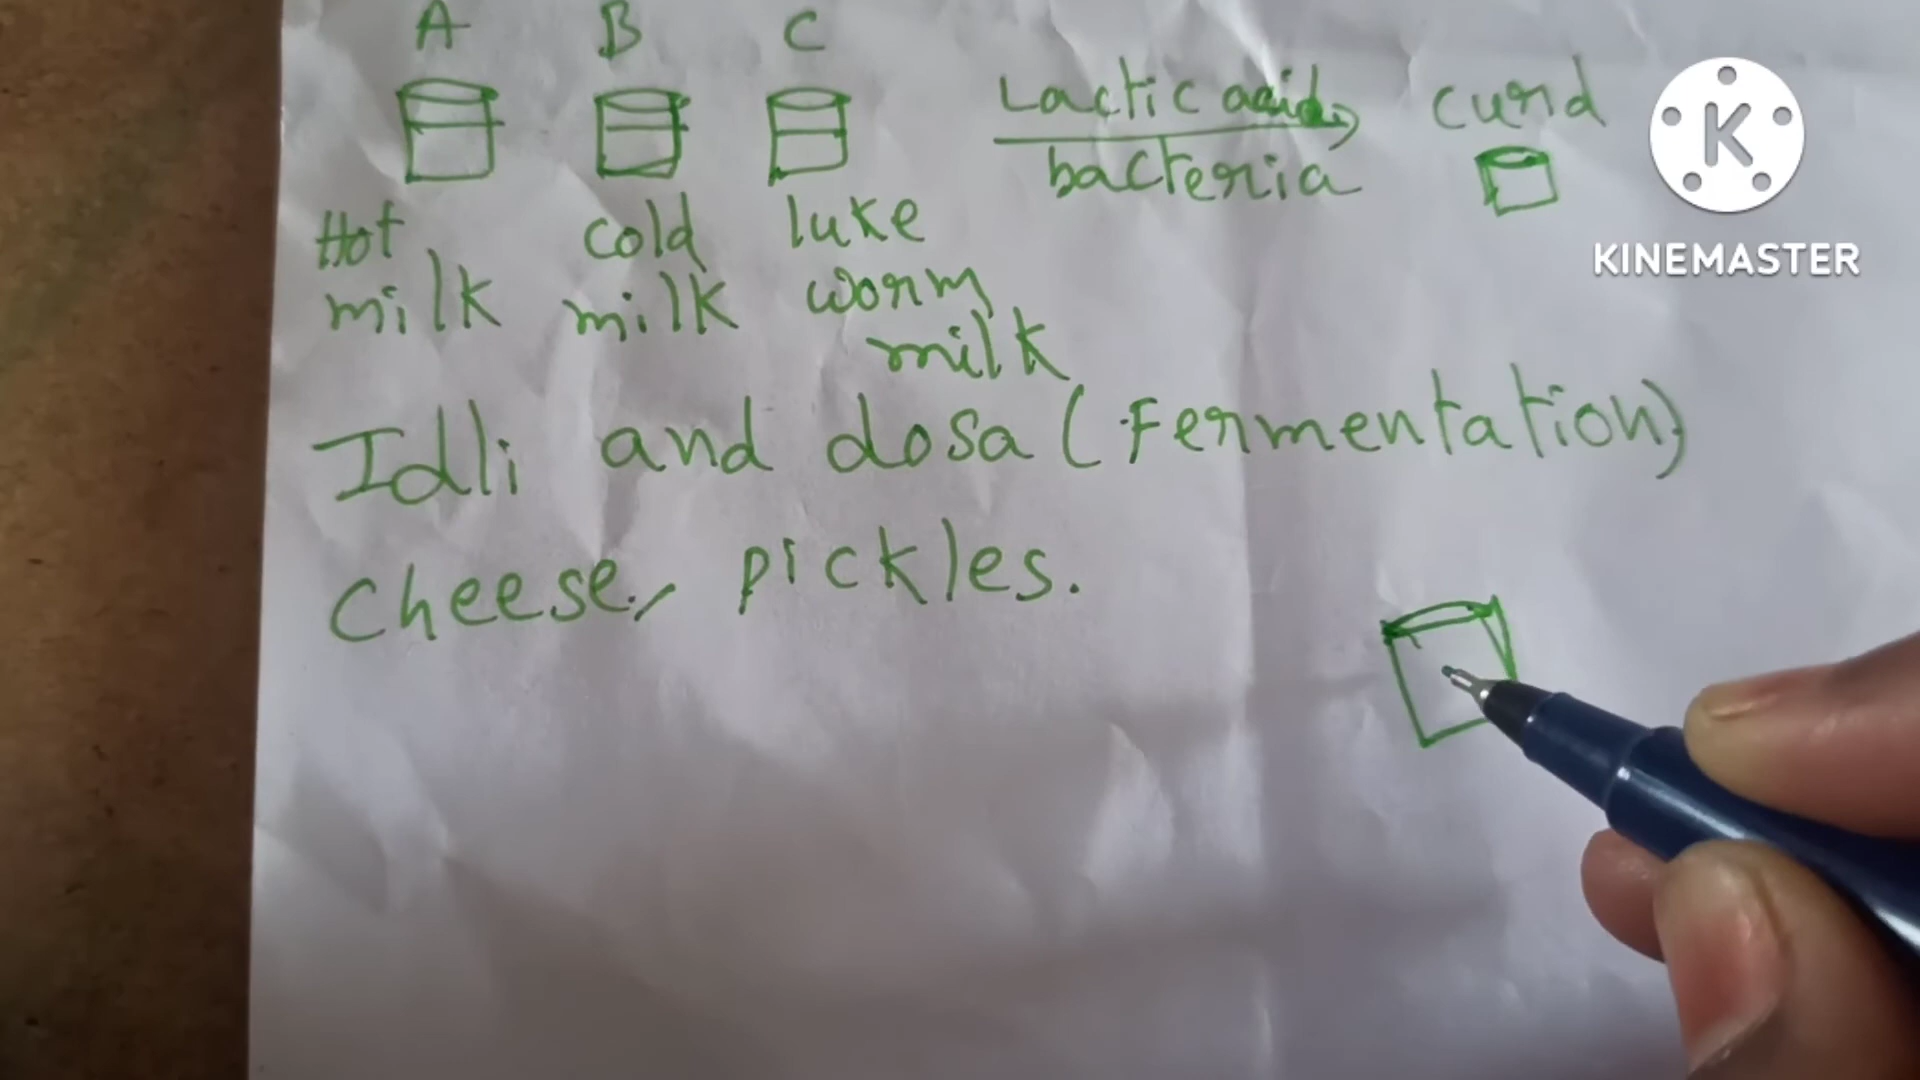 A B C
Lactic acid curd
bacteria
Hot cold luke
milk milk worm
milk
Idli and dosa (Fermentation)
Cheese, pickles.
K
KINEMASTER